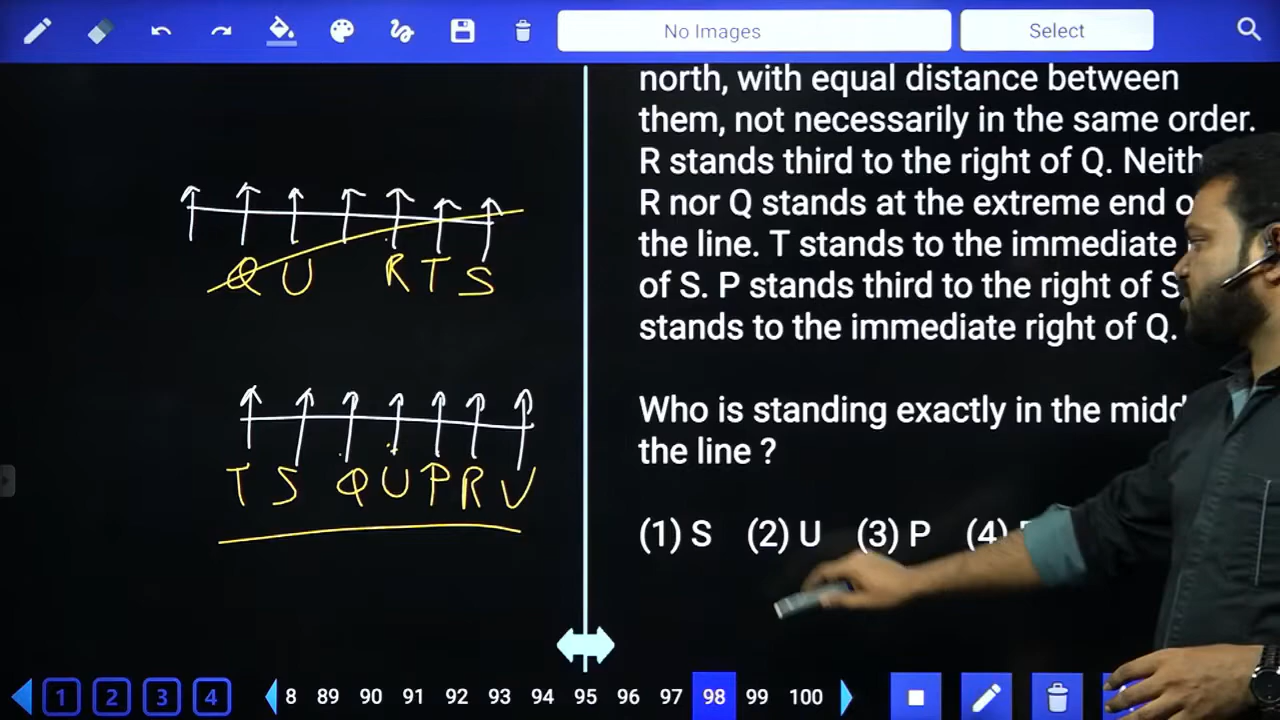 No Images
Select
north, with equal distance between
them, not necessarily in the same order.
R stands third to the right of Q. Neith
R nor Q stands at the extreme end o
the line. T stands to the immediate
of S. P stands third to the right of S
stands to the immediate right of Q.
Q U R T S
T S Q U P R V
Who is standing exactly in the midd
the line ?
(1) S (2) U (3) P (4)
1 2 3 4 8 89 90 91 92 93 94 95 96 97 98 99 100